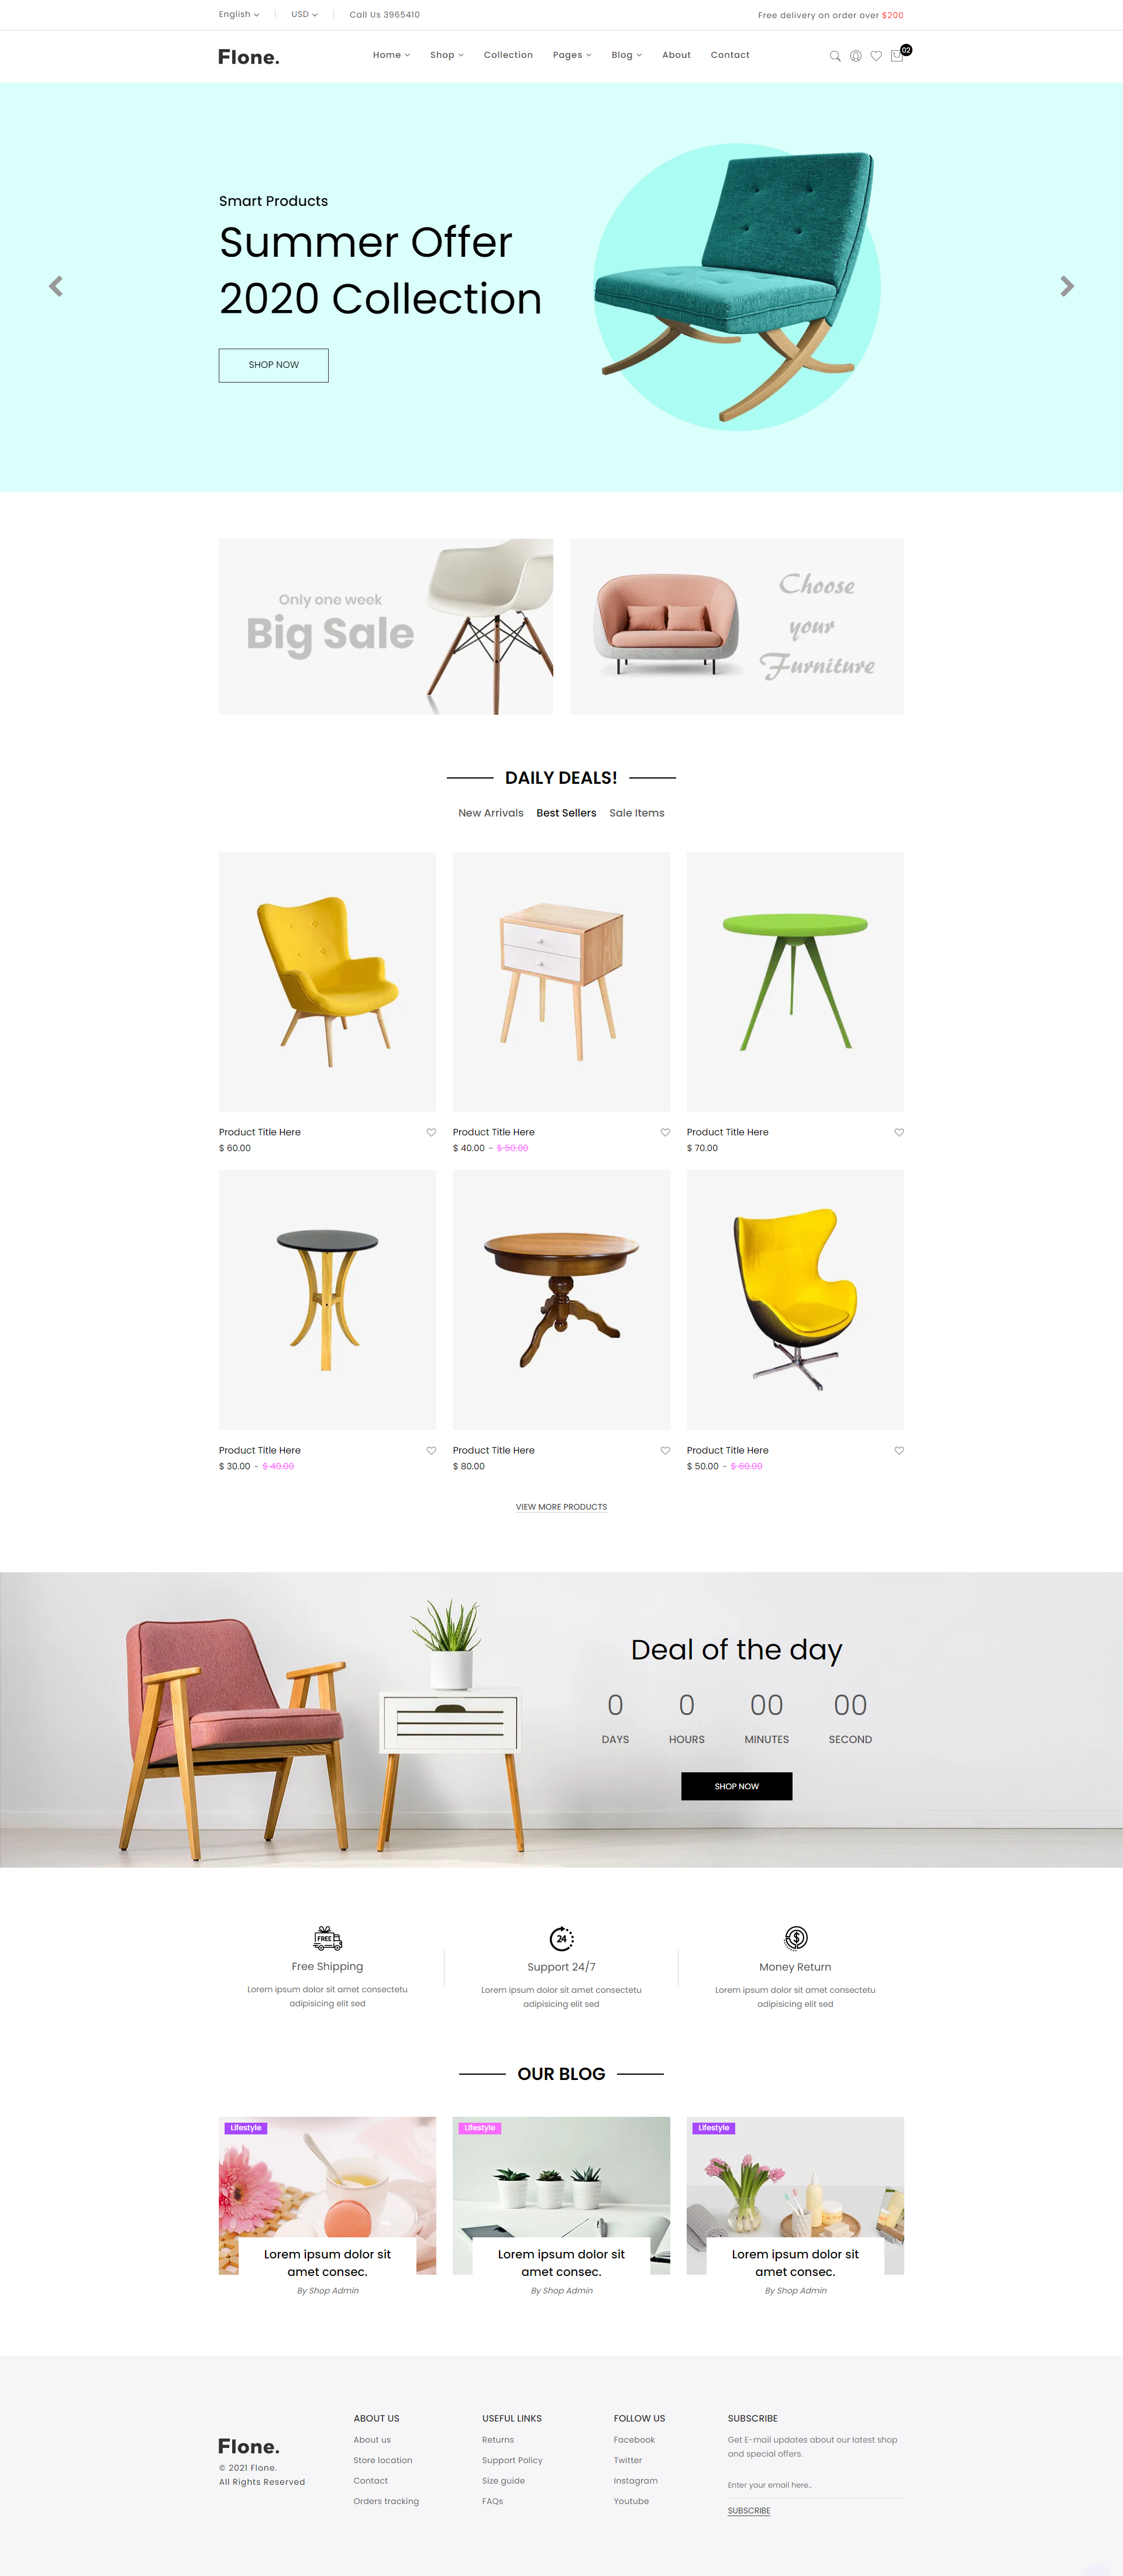 English
USD
Call Us 3965410
Free delivery on order over $200
Flone.
Home
Shop
Collection
Pages
Blog
About
Contact
02
Smart Products
Summer Offer
2020 Collection
SHOP NOW
Only one week
Big Sale
Choose
your
Furniture
DAILY DEALS!
New Arrivals
Best Sellers
Sale Items
Product Title Here
$ 60.00
Product Title Here
$ 40.00 - $ 50.00
Product Title Here
$ 70.00
Product Title Here
$ 30.00 - $ 40.00
Product Title Here
$ 80.00
Product Title Here
$ 50.00 - $ 60.00
VIEW MORE PRODUCTS
Deal of the day
0
DAYS
0
HOURS
00
MINUTES
00
SECOND
SHOP NOW
FREE
Free Shipping
Lorem ipsum dolor sit amet consectetu
adipisicing elit sed
24
Support 24/7
Lorem ipsum dolor sit amet consectetu
adipisicing elit sed
$
Money Return
Lorem ipsum dolor sit amet consectetu
adipisicing elit sed
OUR BLOG
Lifestyle
Lorem ipsum dolor sit
amet consec.
By Shop Admin
Lifestyle
Lorem ipsum dolor sit
amet consec.
By Shop Admin
Lifestyle
Lorem ipsum dolor sit
amet consec.
By Shop Admin
Flone.
© 2021 Flone.
All Rights Reserved
ABOUT US
About us
Store location
Contact
Orders tracking
USEFUL LINKS
Returns
Support Policy
Size guide
FAQs
FOLLOW US
Facebook
Twitter
Instagram
Youtube
SUBSCRIBE
Get E-mail updates about our latest shop
and special offers.
Enter your email here..
SUBSCRIBE